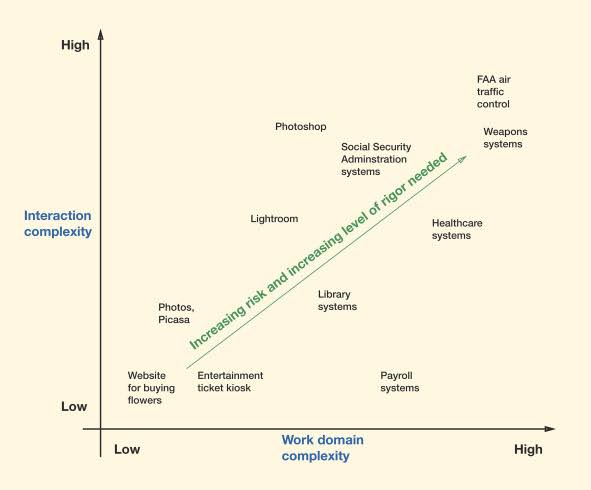 High
FAA air
traffic
control
Photoshop
Weapons
systems
Social Security
Adminstration
systems
Increasing risk and increasing level of rigor needed
Interaction
complexity
Lightroom
Healthcare
systems
Library
systems
Photos,
Picasa
Website
for buying
flowers
Entertainment
ticket kiosk
Payroll
systems
Low
Low
Work domain
complexity
High